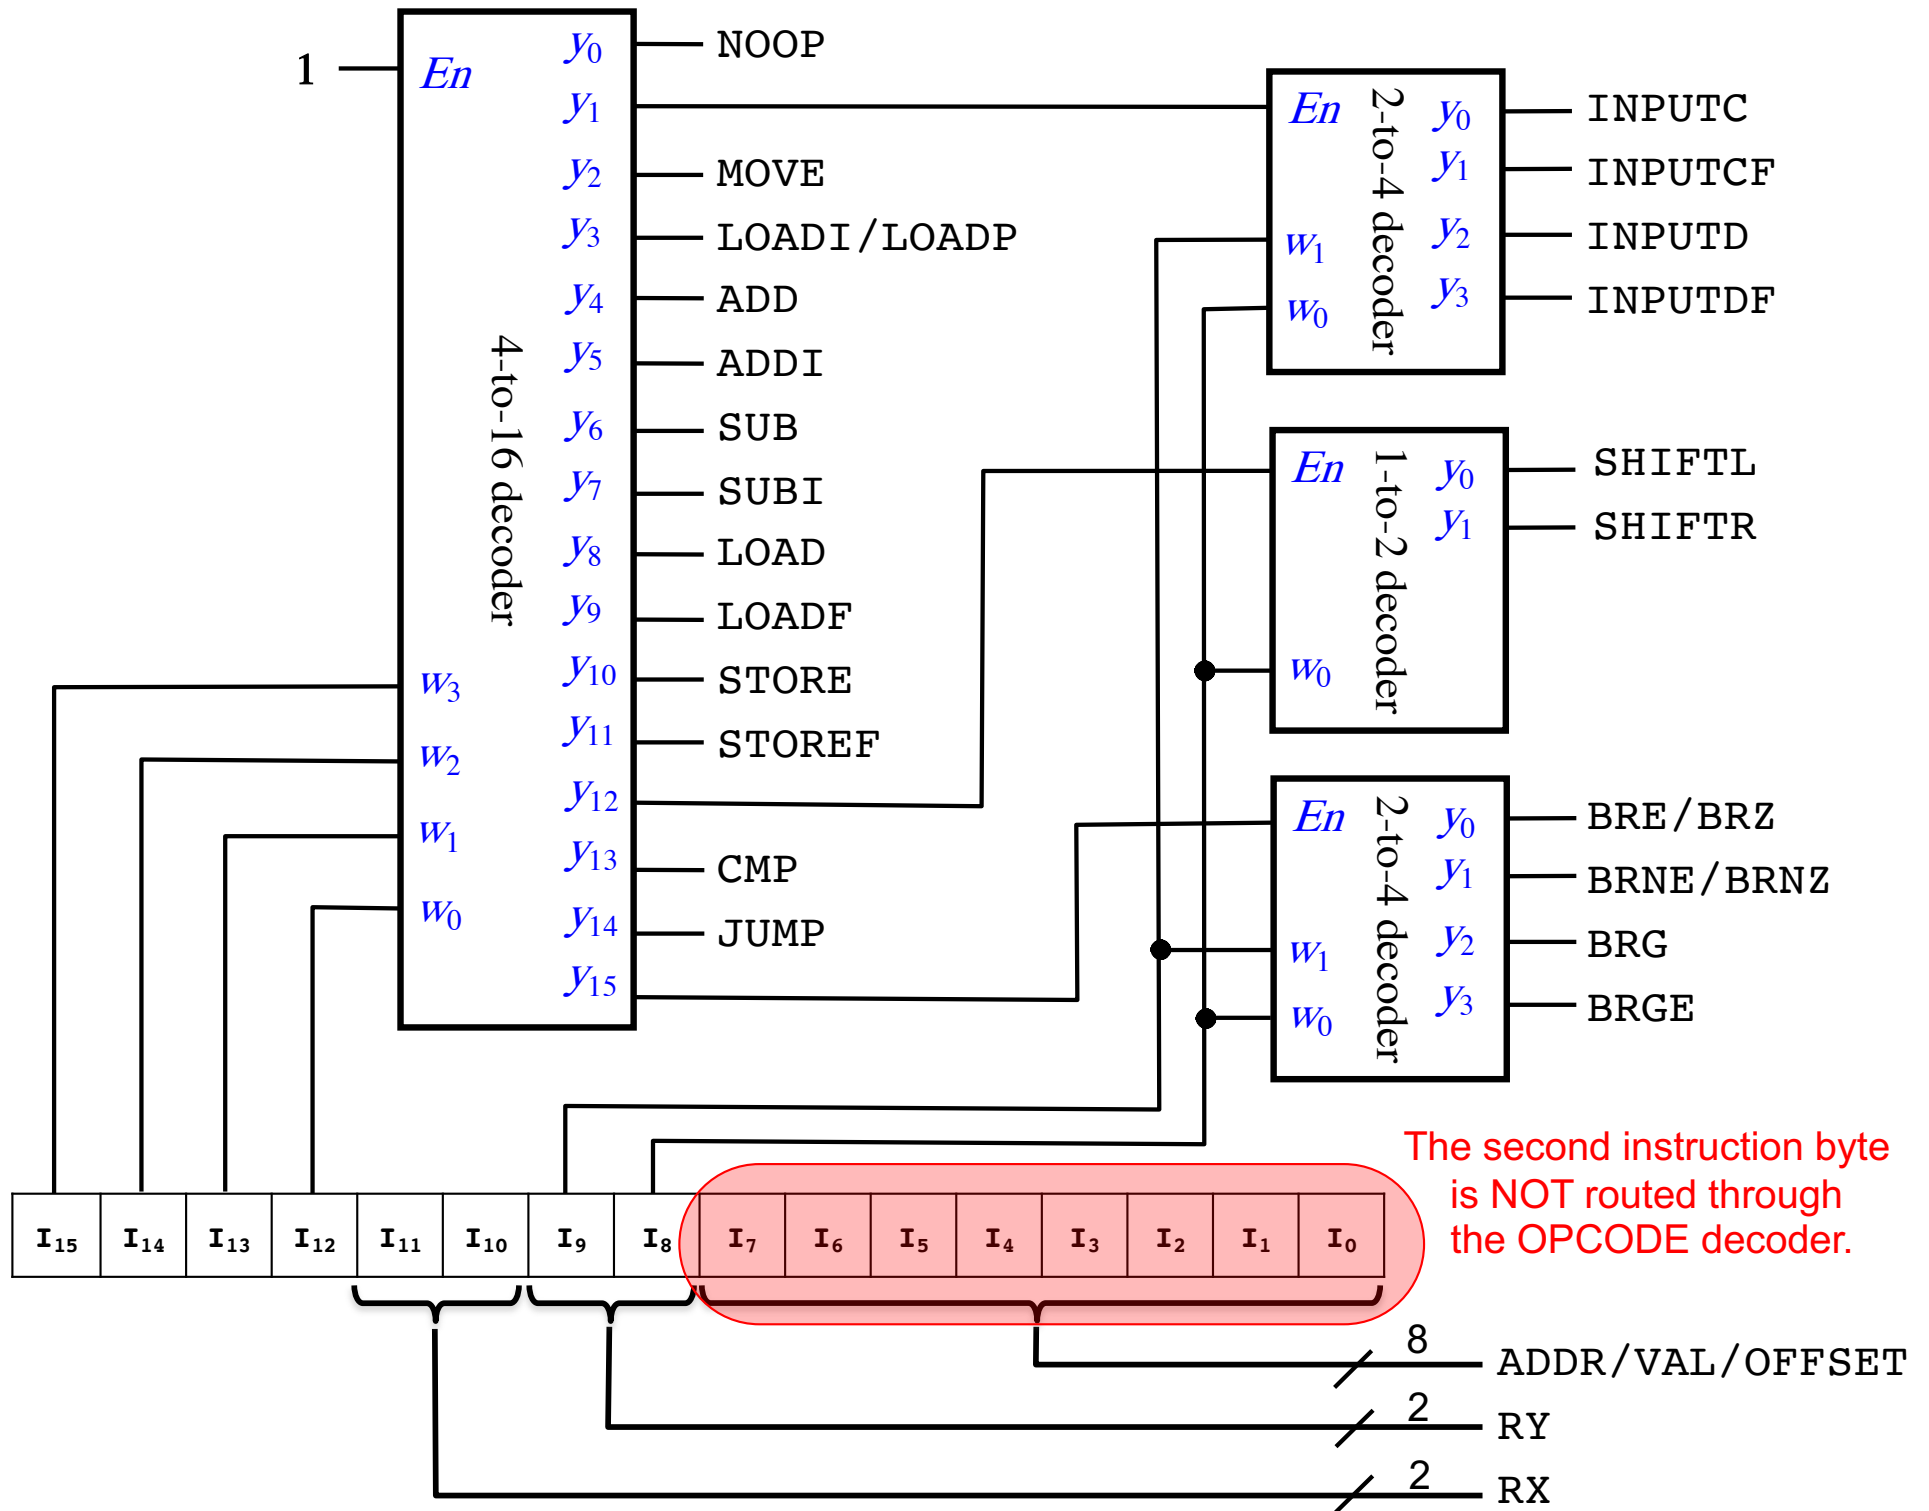 1
En
y0
NOOP
y1
y2
MOVE
y3
LOADI/LOADP
y4
ADD
y5
ADDI
y6
SUB
y7
SUBI
y8
LOAD
y9
LOADF
y10
STORE
y11
STOREF
y12
y13
CMP
y14
JUMP
y15
4-to-16 decoder
w3
w2
w1
w0
En
2-to-4 decoder
y0
INPUTC
y1
INPUTCF
w1
y2
INPUTD
w0
y3
INPUTDF
En
1-to-2 decoder
y0
SHIFTL
y1
SHIFTR
w0
En
2-to-4 decoder
y0
BRE/BRZ
y1
BRNE/BRNZ
w1
y2
BRG
w0
y3
BRGE
The second instruction byte
is NOT routed through
the OPCODE decoder.
I15 I14 I13 I12 I11 I10 I9 I8 I7 I6 I5 I4 I3 I2 I1 I0
8
ADDR/VAL/OFFSET
2
RY
2
RX